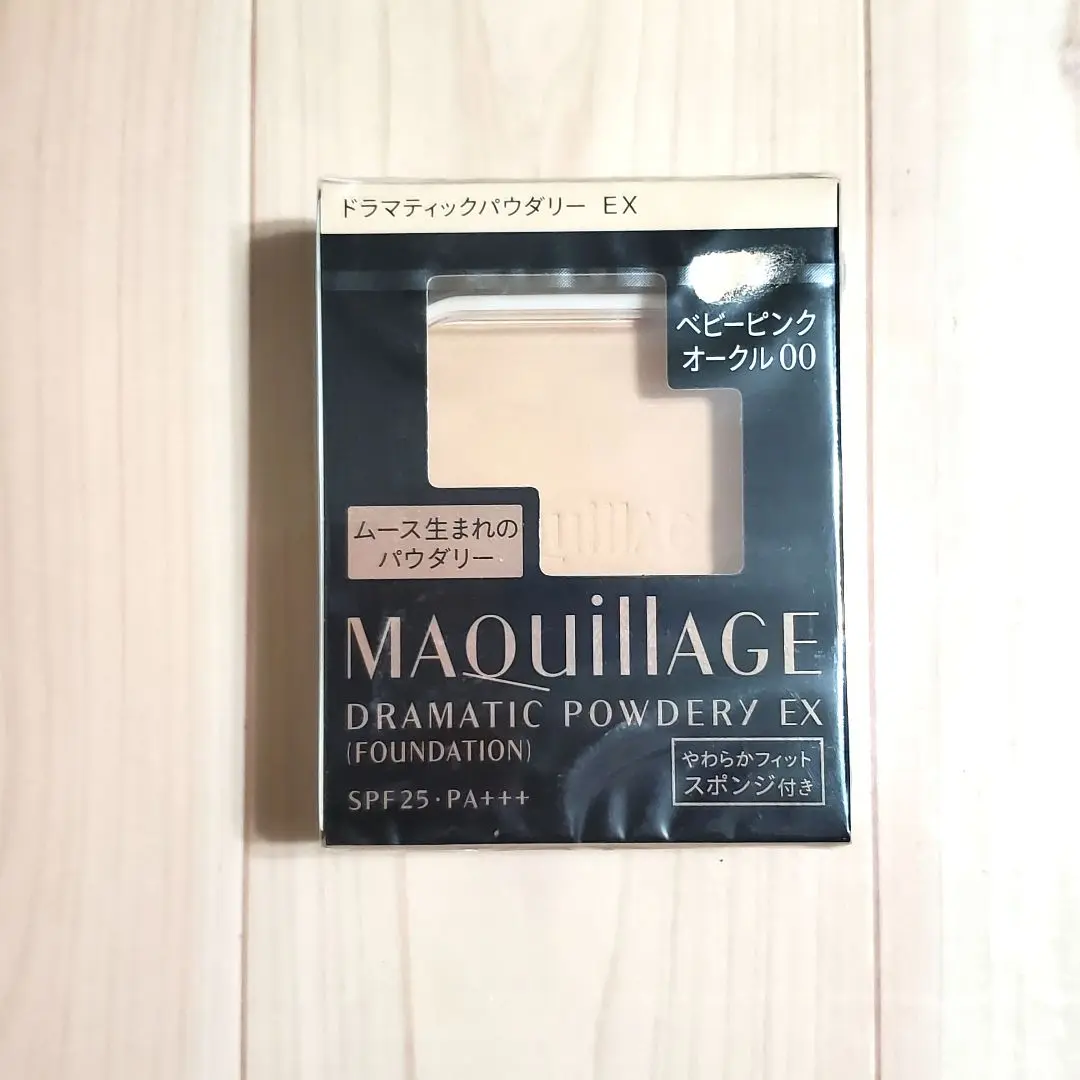 ドラマティックパウダリー EX
ベビーピンク
オークル00
ムース生まれの
パウダリー
MAQuillAGE
DRAMATIC POWDERY EX
(FOUNDATION)
SPF25・PA+++
やわらかフィット
スポンジ付き